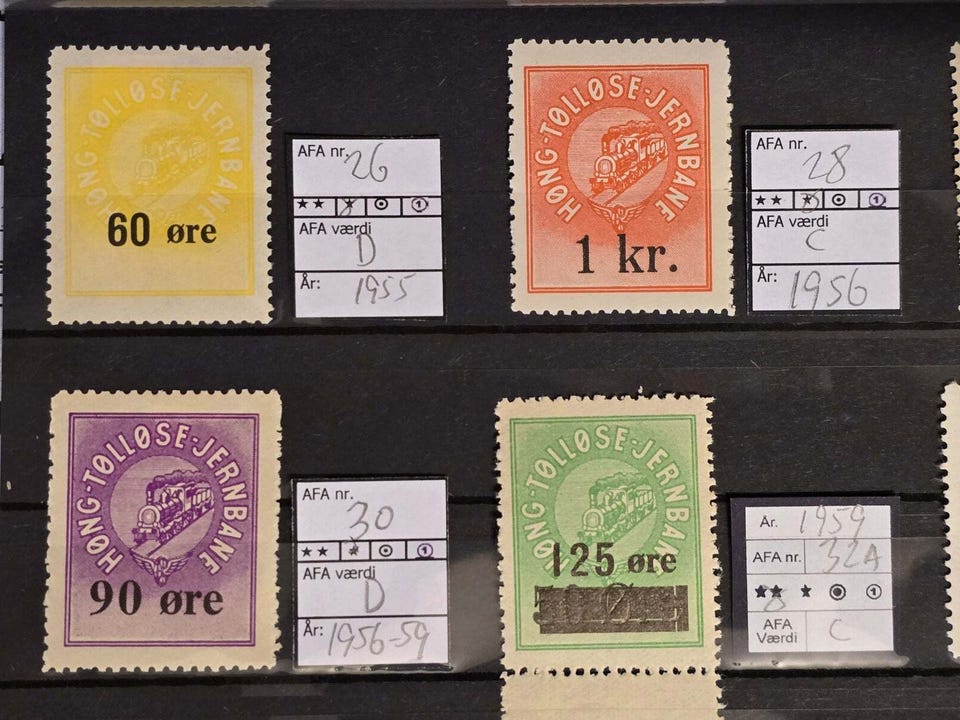 HØNG-TØLLØSE-JERNBANE
60 øre
AFA nr. 26
★★ ★ ⊙ ①
AFA værdi
D
År: 1955
HØNG-TØLLØSE-JERNBANE
1 kr.
AFA nr. 28
★★ ★ ⊙ ①
AFA værdi
C
År: 1956
HØNG-TØLLØSE-JERNBANE
90 øre
AFA nr. 30
★★ ★ ⊙ ①
AFA værdi
D
År: 1956-59
HØNG-TØLLØSE-JERNBANE
125 øre
År. 1959
AFA nr. 32A
★★ ★ ⊙ ①
AFA Værdi C